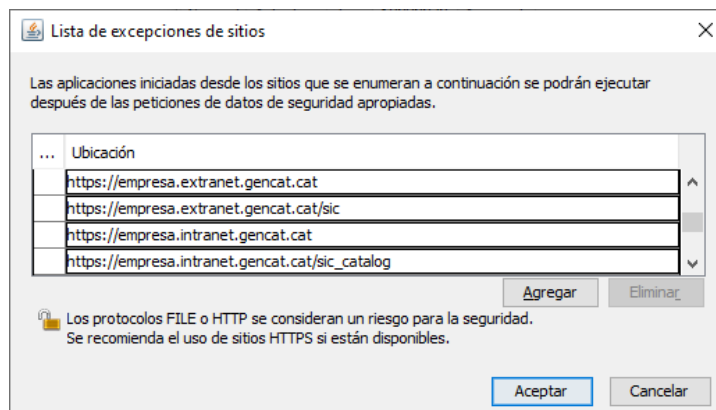 Lista de excepciones de sitios
Las aplicaciones iniciadas desde los sitios que se enumeran a continuación se podrán ejecutar
después de las peticiones de datos de seguridad apropiadas.
... Ubicación
https://empresa.extranet.gencat.cat
https://empresa.extranet.gencat.cat/sic
https://empresa.intranet.gencat.cat
https://empresa.intranet.gencat.cat/sic_catalog
Agregar Eliminar
Los protocolos FILE o HTTP se consideran un riesgo para la seguridad.
Se recomienda el uso de sitios HTTPS si están disponibles.
Aceptar Cancelar